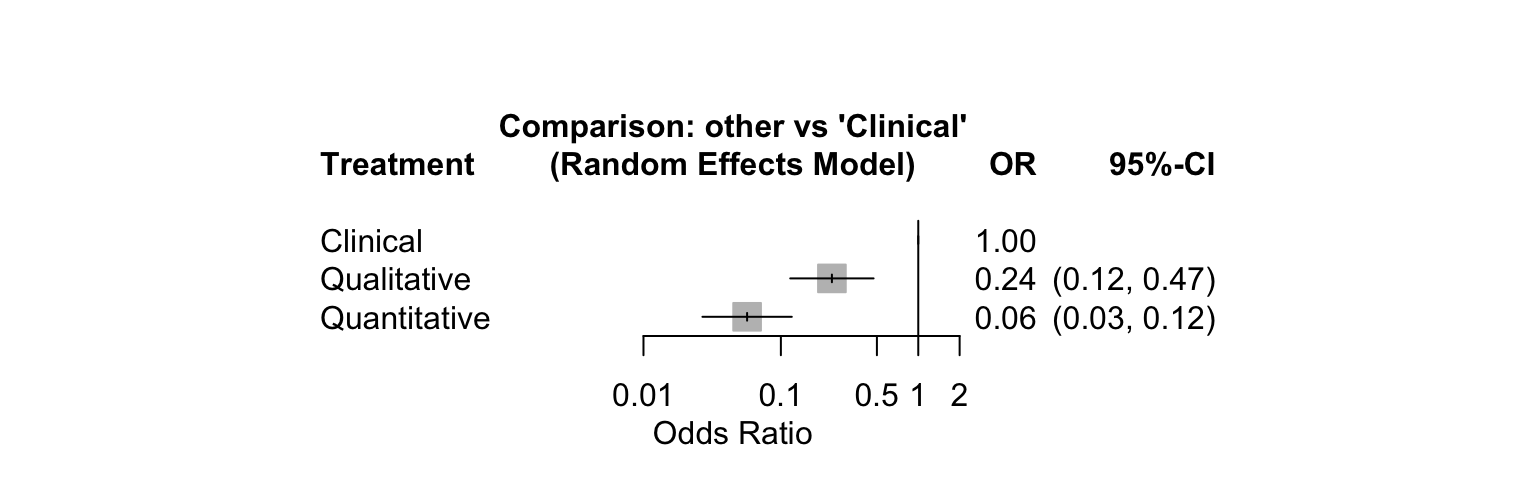 Comparison: other vs 'Clinical'
Treatment (Random Effects Model) OR 95%-CI
Clinical 1.00
Qualitative 0.24 (0.12, 0.47)
Quantitative 0.06 (0.03, 0.12)
0.01 0.1 0.5 1 2
Odds Ratio